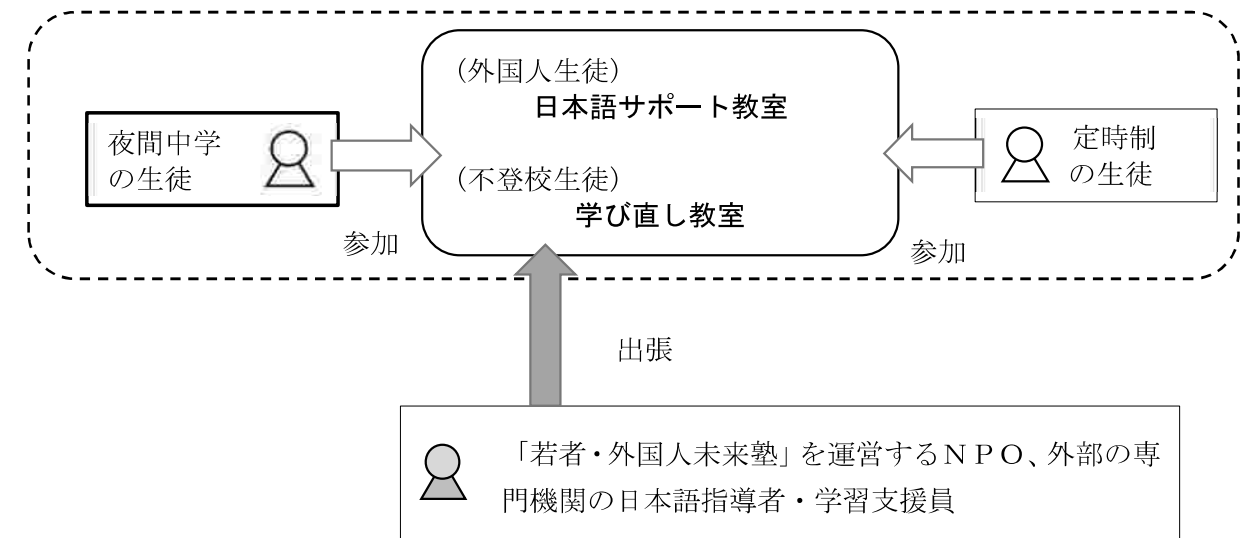 (外国人生徒)
日本語サポート教室
夜間中学
の生徒
定時制
の生徒
(不登校生徒)
学び直し教室
参加
参加
出張
「若者・外国人未来塾」を運営するＮＰＯ、外部の専
門機関の日本語指導者・学習支援員